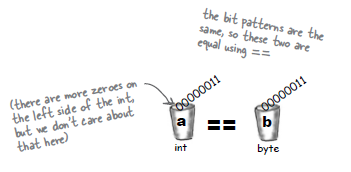 the bit patterns are the
same, so these two are
equal using ==
(there are more zeroes on
the left side of the int,
but we don't care about
that here)
00000011
00000011
a == b
int
byte